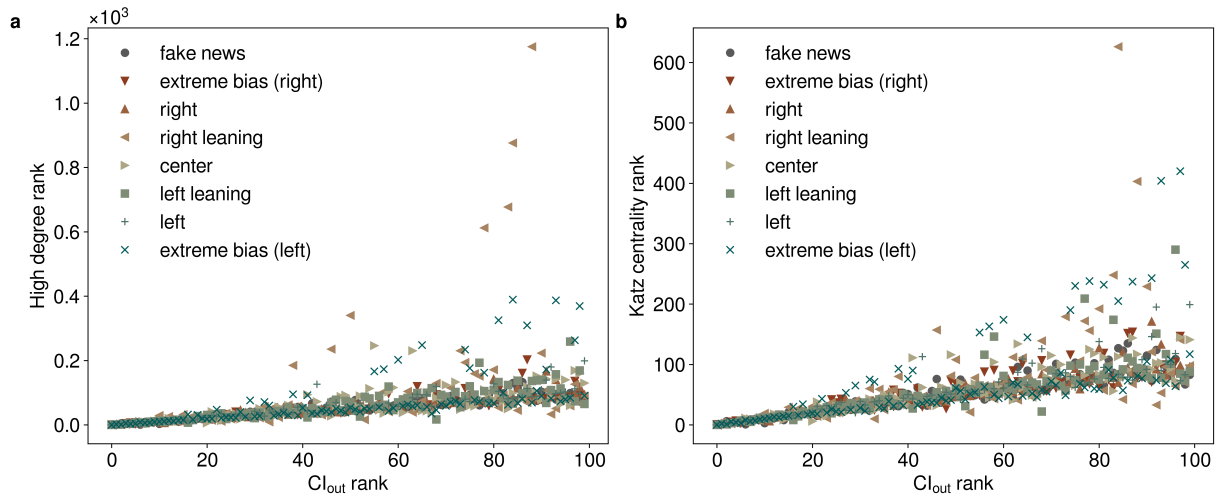 a
×10³
High degree rank
1.2
1.0
0.8
0.6
0.4
0.2
0.0
fake news
extreme bias (right)
right
right leaning
center
left leaning
left
extreme bias (left)
0 20 40 60 80 100
CIout rank
b
Katz centrality rank
600
500
400
300
200
100
0
fake news
extreme bias (right)
right
right leaning
center
left leaning
left
extreme bias (left)
0 20 40 60 80 100
CIout rank